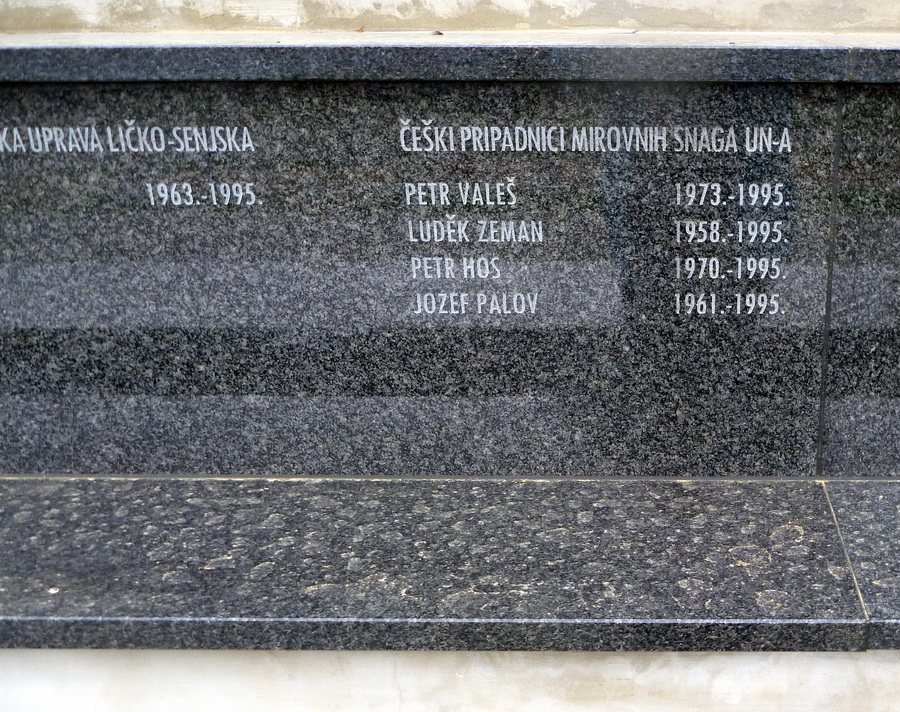 KA UPRAVA LIČKO-SENJSKA
1963.-1995.
ČEŠKI PRIPADNICI MIROVNIH SNAGA UN-A
PETR VALEŠ 1973.-1995.
LUDĚK ZEMAN 1958.-1995.
PETR HOS 1970.-1995.
JOZEF PALOV 1961.-1995.